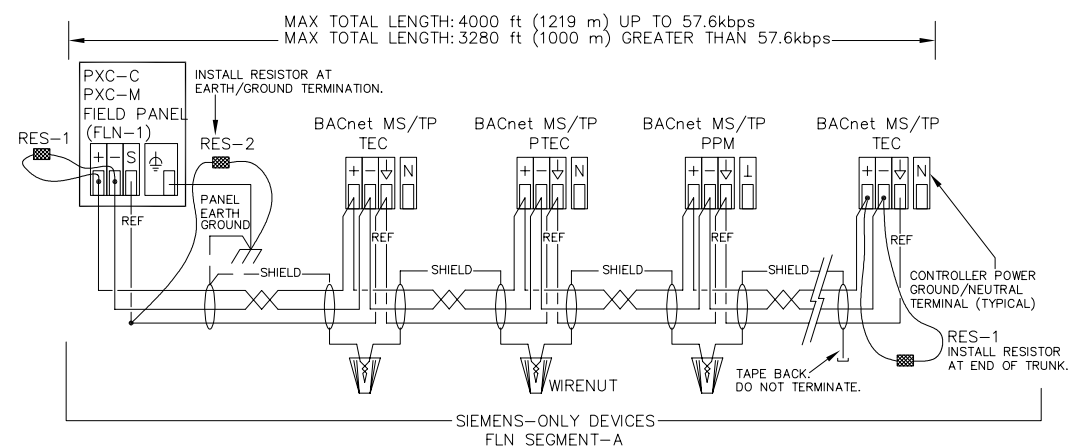 MAX TOTAL LENGTH: 4000 ft (1219 m) UP TO 57.6kbps
MAX TOTAL LENGTH: 3280 ft (1000 m) GREATER THAN 57.6kbps
PXC-C
PXC-M
FIELD PANEL
(FLN-1)
+ - S
REF
RES-1
INSTALL RESISTOR AT
EARTH/GROUND TERMINATION.
RES-2
PANEL
EARTH
GROUND
BACnet MS/TP
TEC
+ - N
REF
BACnet MS/TP
PTEC
+ - N
REF
BACnet MS/TP
PPM
+ -
REF
BACnet MS/TP
TEC
+ - N
REF
SHIELD
SHIELD
SHIELD
SHIELD
CONTROLLER POWER
GROUND/NEUTRAL
TERMINAL (TYPICAL)
RES-1
INSTALL RESISTOR
AT END OF TRUNK.
TAPE BACK.
DO NOT TERMINATE.
WIRENUT
SIEMENS-ONLY DEVICES
FLN SEGMENT-A